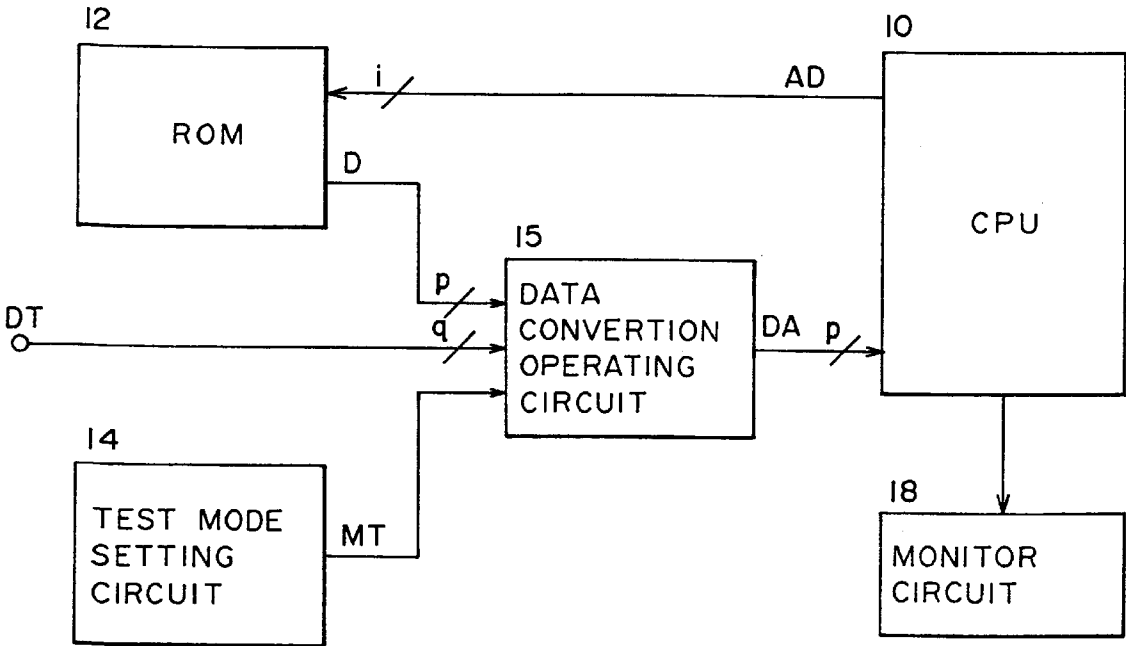 12
10
i
AD
ROM
D
CPU
15
p
DATA
CONVERTION
OPERATING
CIRCUIT
DT
q
DA
p
14
TEST MODE
SETTING
CIRCUIT
MT
18
MONITOR
CIRCUIT